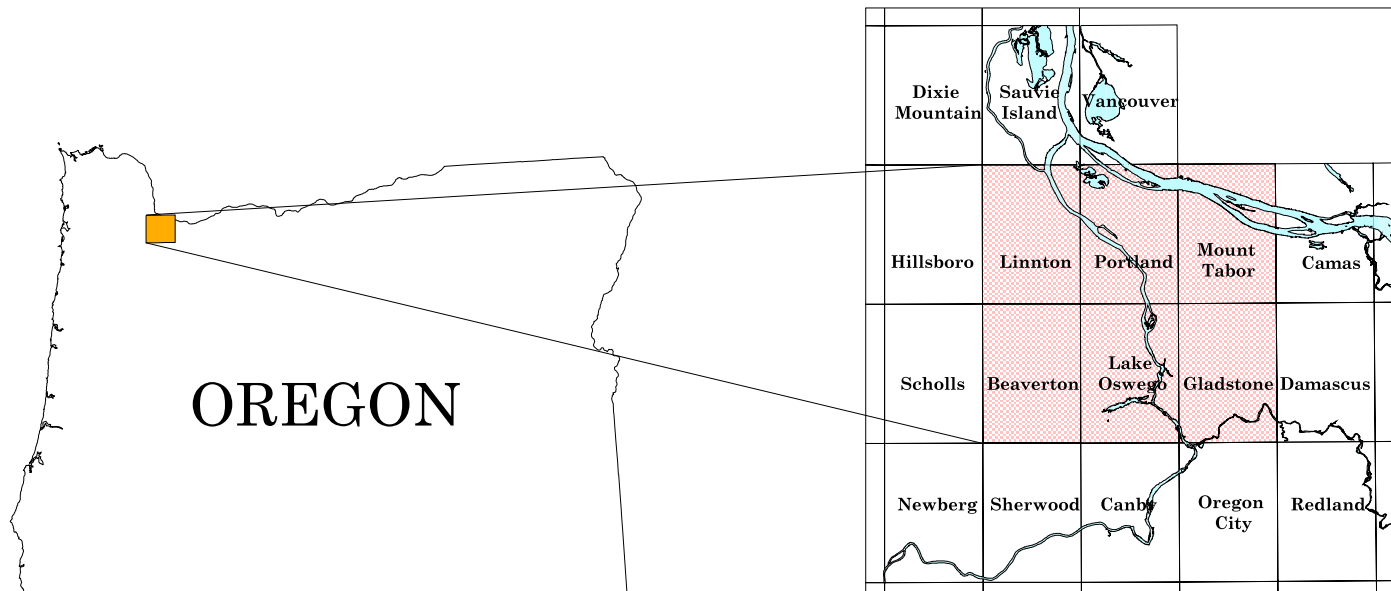 OREGON
Dixie
Mountain
Sauvie
Island
Vancouver
Hillsboro
Linnton
Portland
Mount
Tabor
Camas
Scholls
Beaverton
Lake
Oswego
Gladstone
Damascus
Newberg
Sherwood
Canby
Oregon
City
Redland